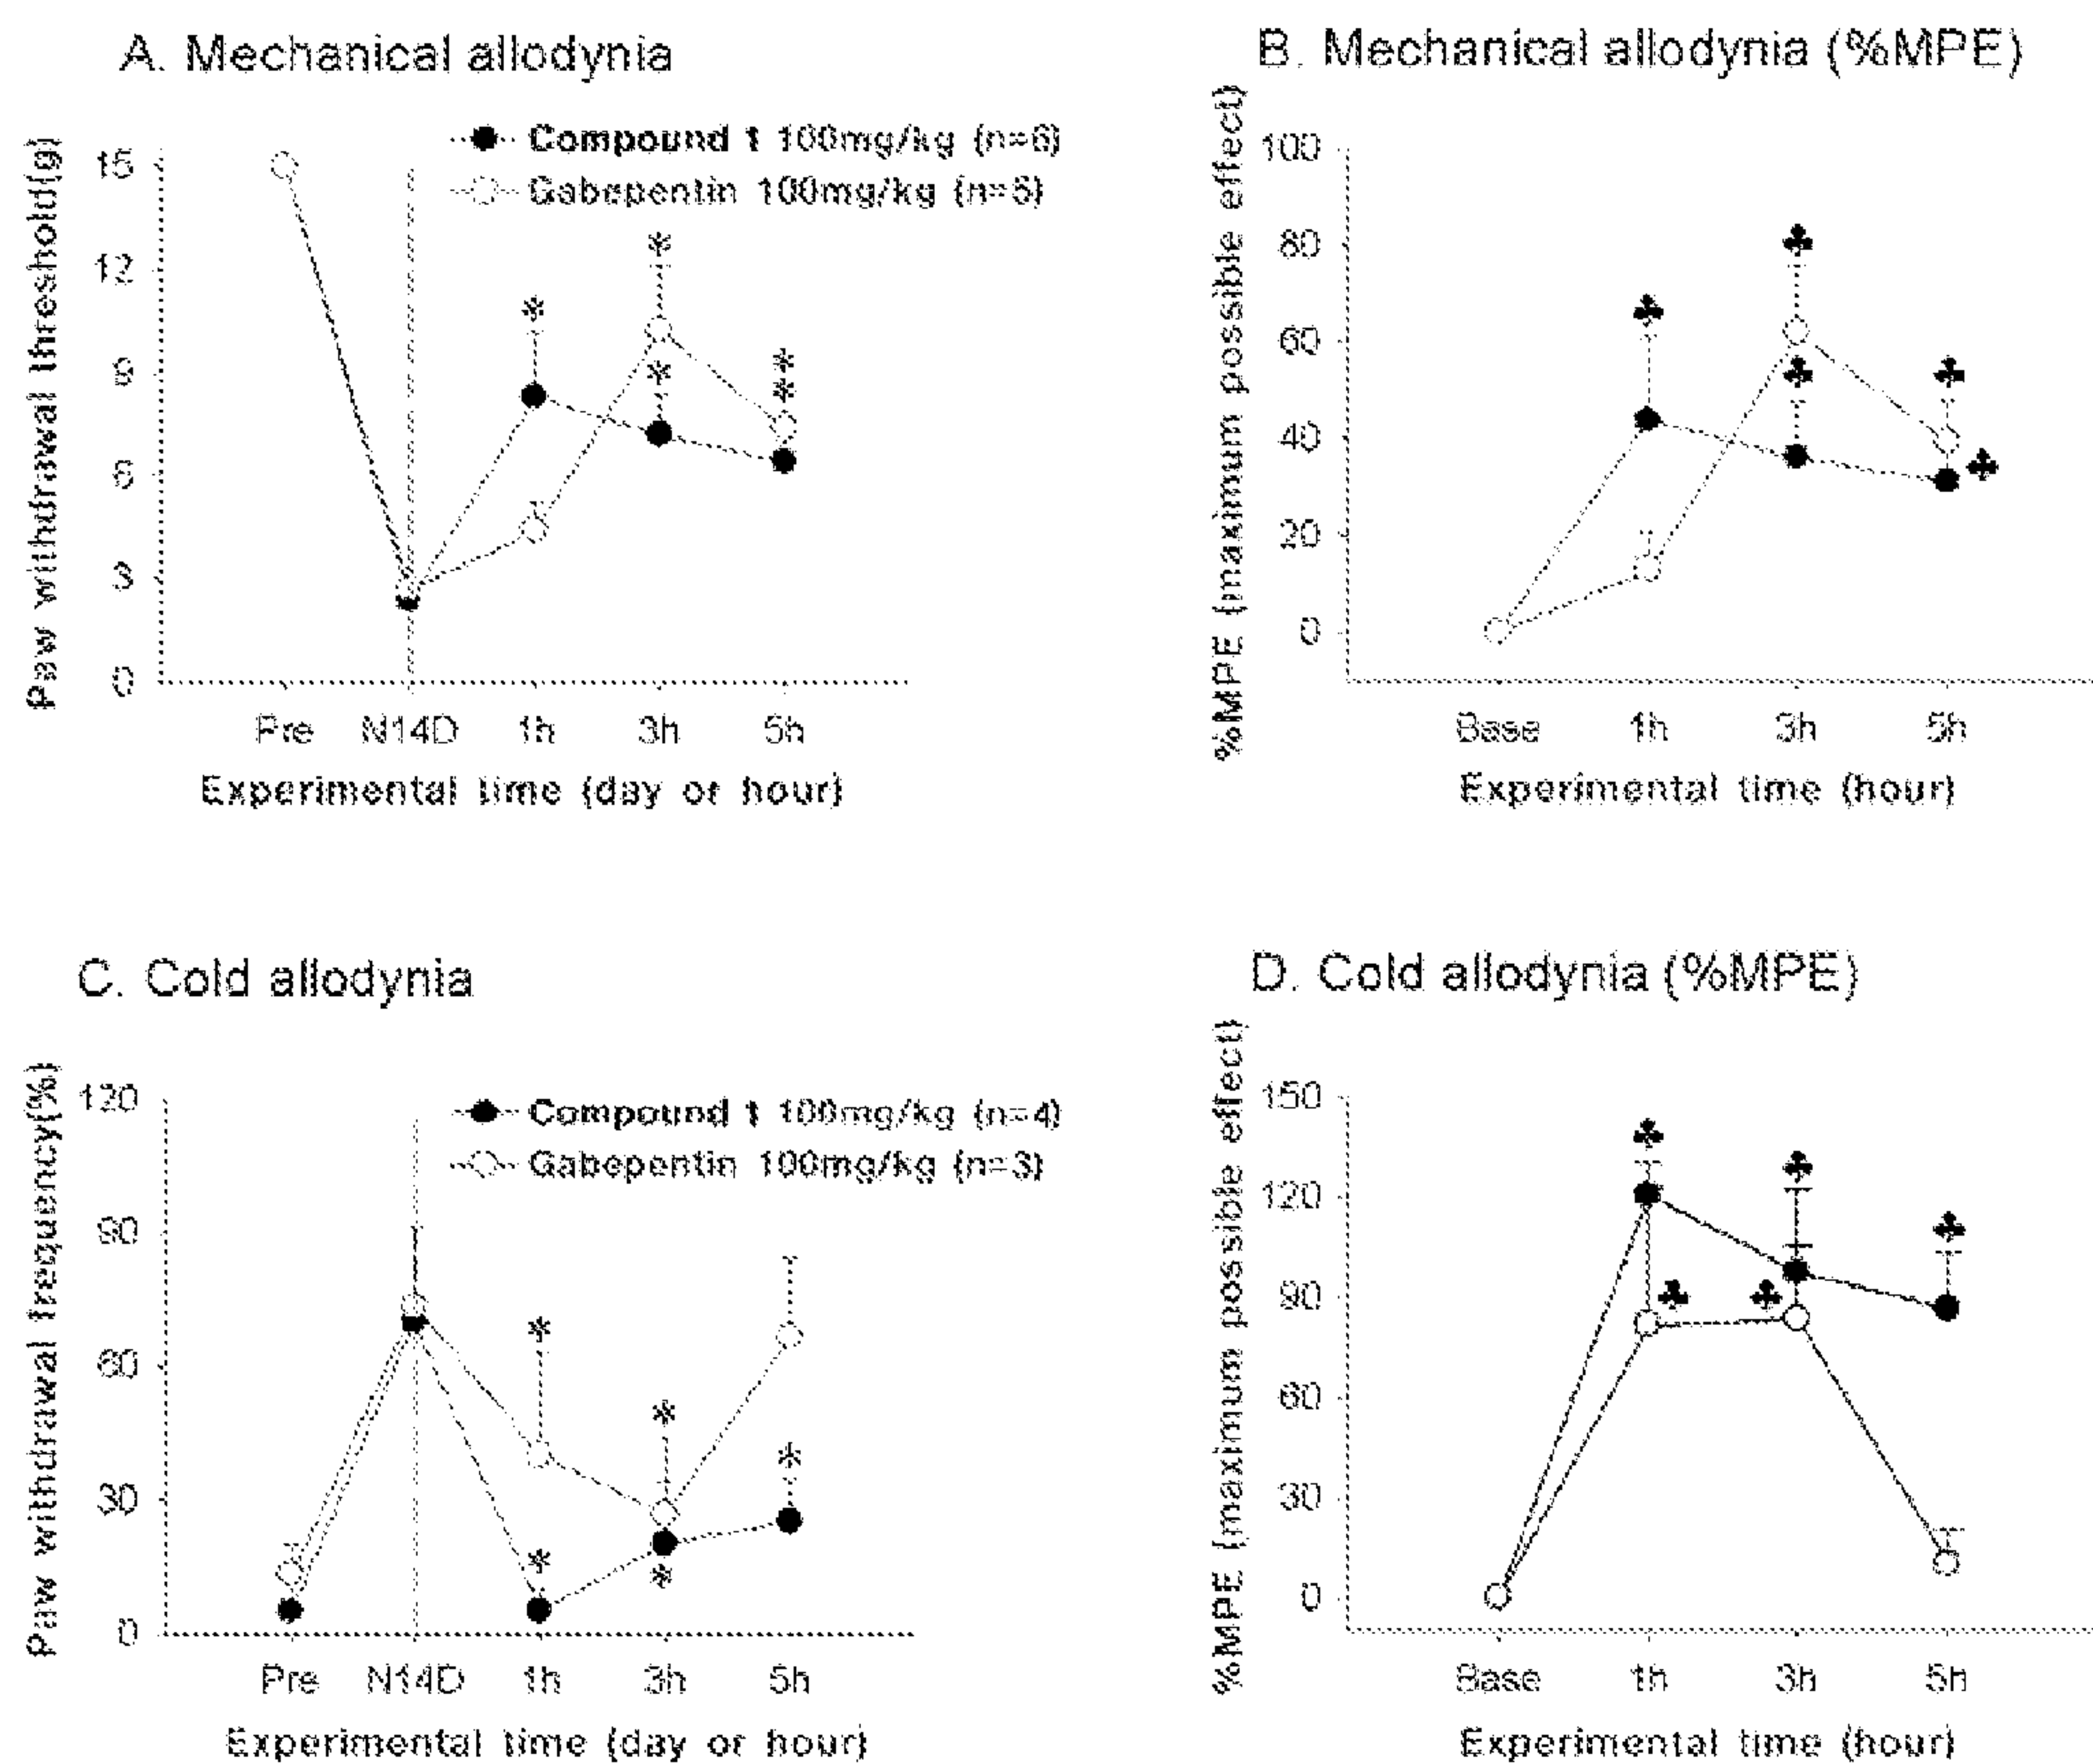 A. Mechanical allodynia
Paw withdrawal threshold(g)
15
12
9
6
3
0
Compound 1 100mg/kg (n=6)
Gabepentin 100mg/kg (n=5)
*
*
*
*
*
Pre N14D 1h 3h 5h
Experimental time (day or hour)
B. Mechanical allodynia (%MPE)
%MPE (maximum possible effect)
100
80
60
40
20
0
♣
♣
♣
♣
♣
Base 1h 3h 5h
Experimental time (hour)
C. Cold allodynia
Paw withdrawal frequency(%)
120
90
60
30
0
Compound 1 100mg/kg (n=4)
Gabepentin 100mg/kg (n=3)
*
*
*
*
*
Pre N14D 1h 3h 5h
Experimental time (day or hour)
D. Cold allodynia (%MPE)
%MPE (maximum possible effect)
150
120
90
60
30
0
♣
♣
♣
♣ ♣
Base 1h 3h 5h
Experimental time (hour)